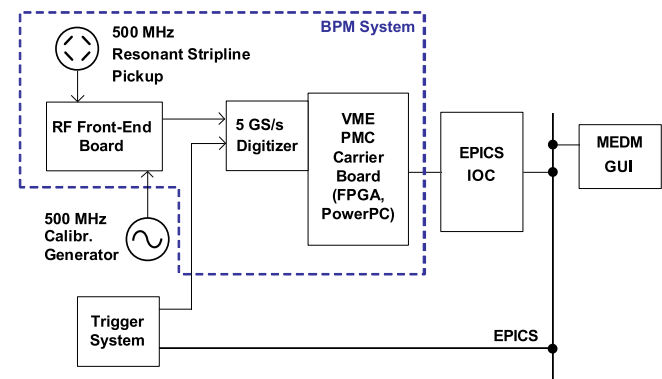 BPM System
500 MHz
Resonant Stripline
Pickup
RF Front-End
Board
5 GS/s
Digitizer
VME
PMC
Carrier
Board
(FPGA,
PowerPC)
EPICS
IOC
MEDM
GUI
500 MHz
Calibr.
Generator
Trigger
System
EPICS